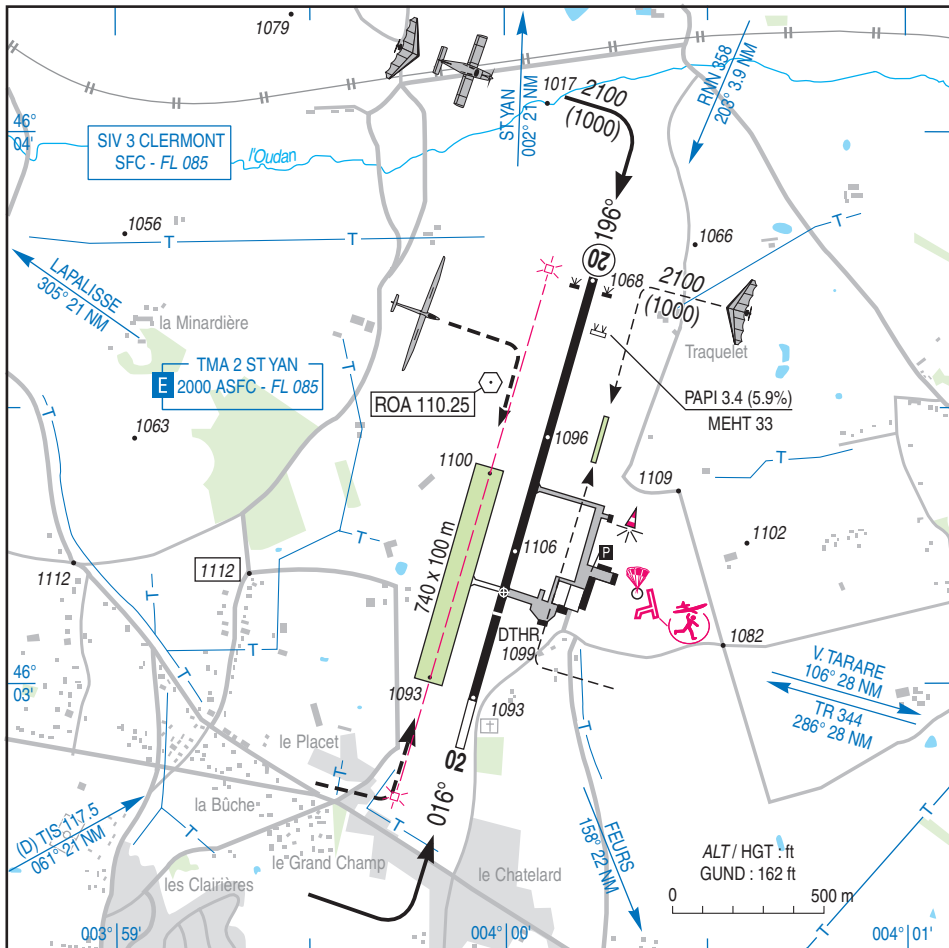 1079
1017
2100
(1000)
ST YAN
002° 21 NM
RNN 358
203° 3.9 NM
46°
04'
SIV 3 CLERMONT
SFC - FL 085
l'Oudan
1056
T
T
T
196°
20
1066
1068
2100
(1000)
LAPALISSE
305° 21 NM
la Minardière
Traquelet
TMA 2 ST YAN
E
2000 ASFC - FL 085
T
ROA 110.25
PAPI 3.4 (5.9%)
MEHT 33
1063
1096
T
1100
1109
740 x 100 m
1106
1102
P
1112
1112
T
T
T
T
DTHR
1099
1082
46°
03'
1093
1093
V. TARARE
106° 28 NM
TR 344
286° 28 NM
le Placet
02
T
T
016°
la Bûche
T
T
T
(D) TIS 117.5
061° 21 NM
le Grand Champ
les Clairières
le Chatelard
FEURS
158° 22 NM
ALT / HGT : ft
GUND : 162 ft
0
500 m
T
003° 59'
004° 00'
004° 01'